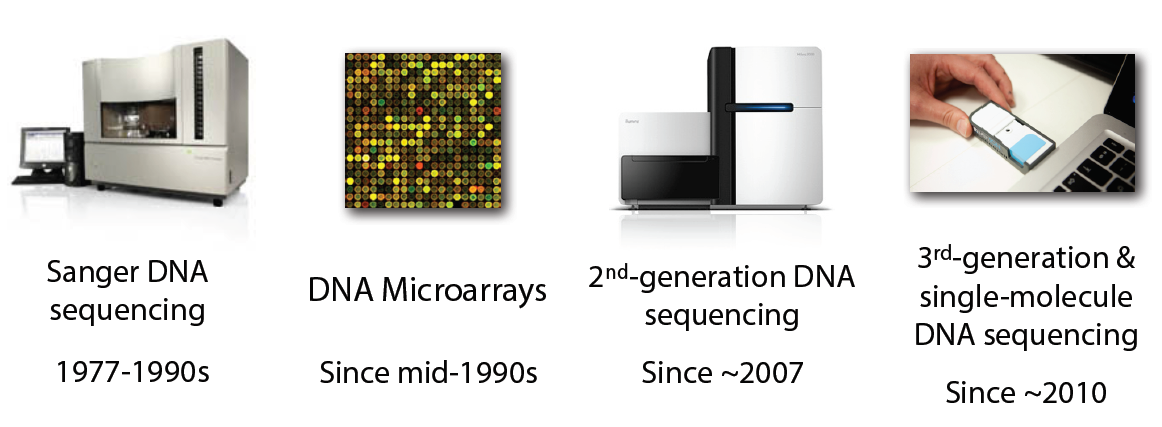 Sanger DNA
sequencing
1977-1990s
DNA Microarrays
Since mid-1990s
2nd-generation DNA
sequencing
Since ~2007
3rd-generation &
single-molecule
DNA sequencing
Since ~2010